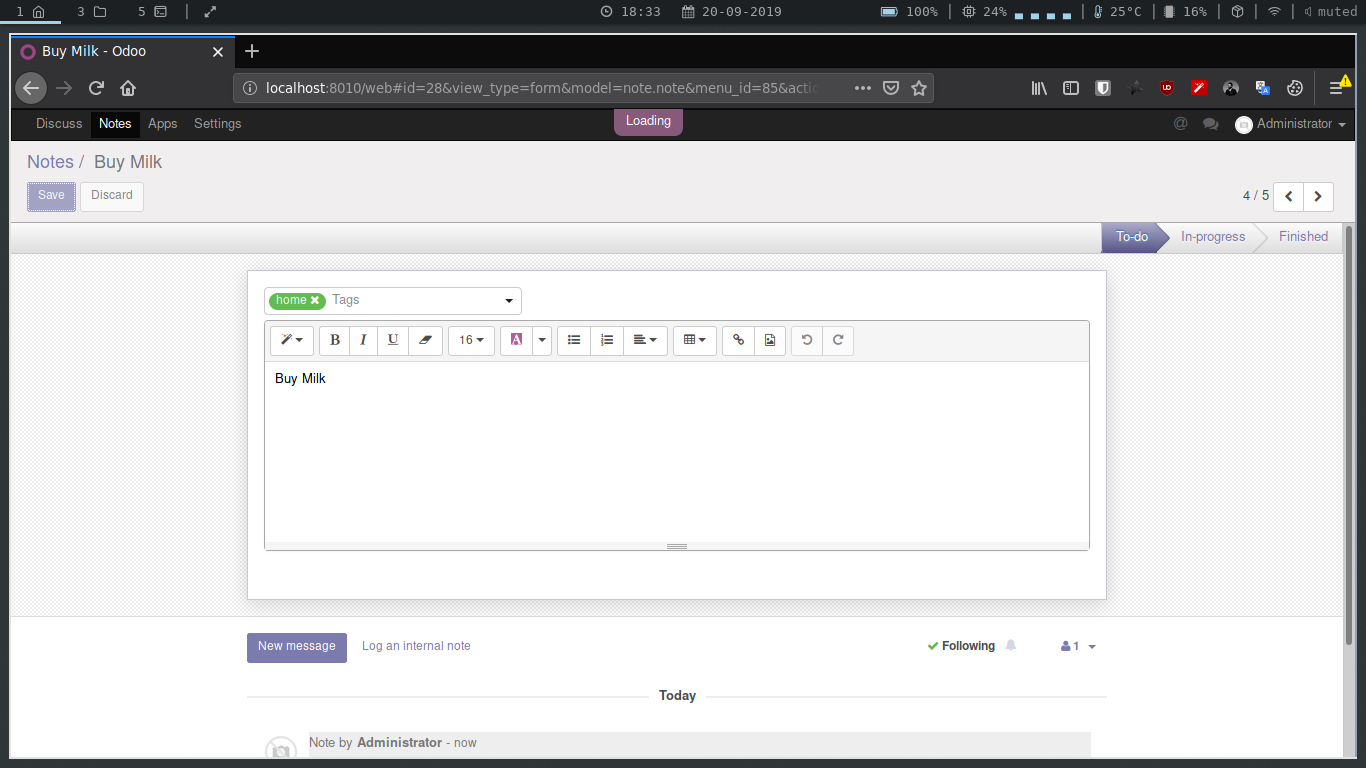 1 3 5 18:33 20-09-2019 100% 24% 25°C 16% muted
Buy Milk - Odoo
localhost:8010/web#id=28&view_type=form&model=note.note&menu_id=85&actic
Discuss Notes Apps Settings Loading @ Administrator
Notes / Buy Milk
Save Discard 4 / 5
To-do In-progress Finished
home Tags
B I U 16 A
Buy Milk
New message Log an internal note Following 1
Today
Note by Administrator - now